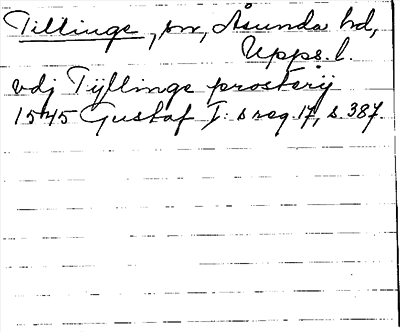 Tillinge, sn, Åsunda hd,
Upps. l.
vdj Tijllinge prosterij
1545 Gustaf I: s reg. 17, s. 387.